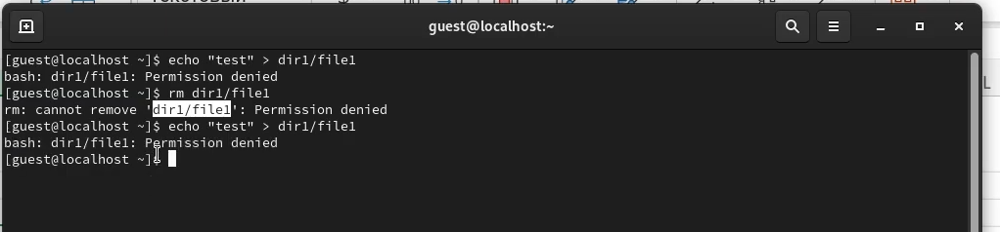 guest@localhost:~
[guest@localhost ~]$ echo "test" > dir1/file1
bash: dir1/file1: Permission denied
[guest@localhost ~]$ rm dir1/file1
rm: cannot remove 'dir1/file1': Permission denied
[guest@localhost ~]$ echo "test" > dir1/file1
bash: dir1/file1: Permission denied
[guest@localhost ~]$
L